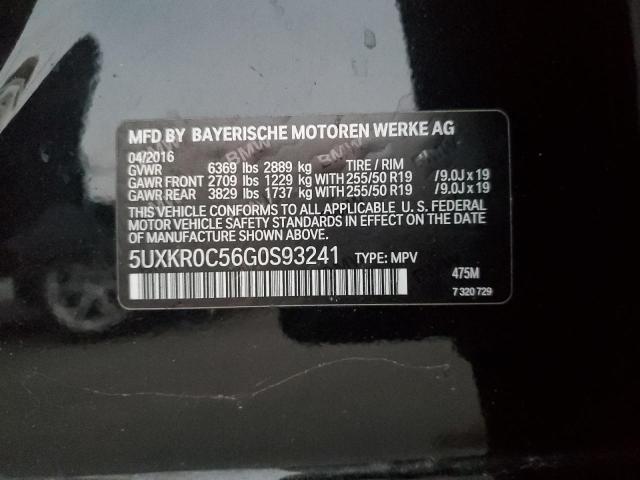 MFD BY BAYERISCHE MOTOREN WERKE AG
04/2016
GVWR 6369 lbs 2889 kg TIRE / RIM
GAWR FRONT 2709 lbs 1229 kg WITH 255/50 R19 /9.0J x 19
GAWR REAR 3829 lbs 1737 kg WITH 255/50 R19 /9.0J x 19
THIS VEHICLE CONFORMS TO ALL APPLICABLE U. S. FEDERAL
MOTOR VEHICLE SAFETY STANDARDS IN EFFECT ON THE DATE OF
MANUFACTURE SHOWN ABOVE.
5UXKR0C56G0S93241 TYPE: MPV
475M
7 320 729